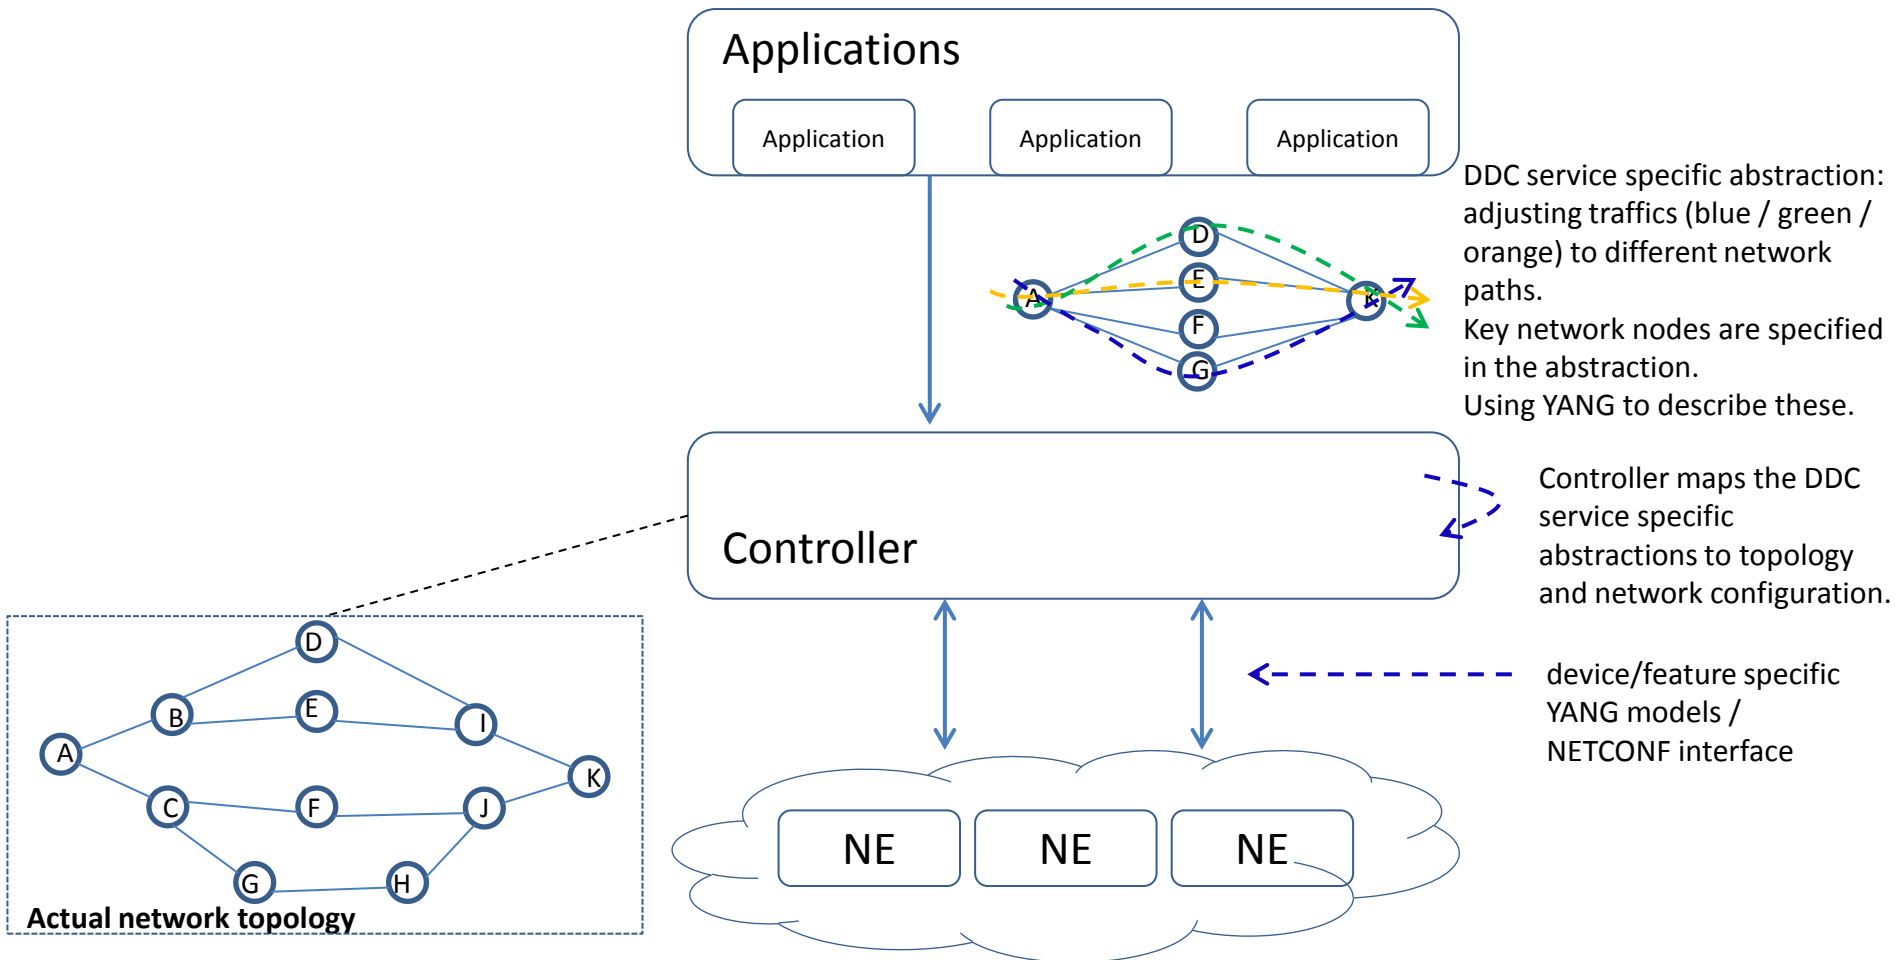 Applications
Application
Application
Application
DDC service specific abstraction:
adjusting traffics (blue / green /
orange) to different network
paths.
Key network nodes are specified
in the abstraction.
Using YANG to describe these.
D
E
A
K
F
G
Controller
Controller maps the DDC
service specific
abstractions to topology
and network configuration.
D
B
E
I
A
K
C
F
J
G
H
Actual network topology
device/feature specific
YANG models /
NETCONF interface
NE
NE
NE